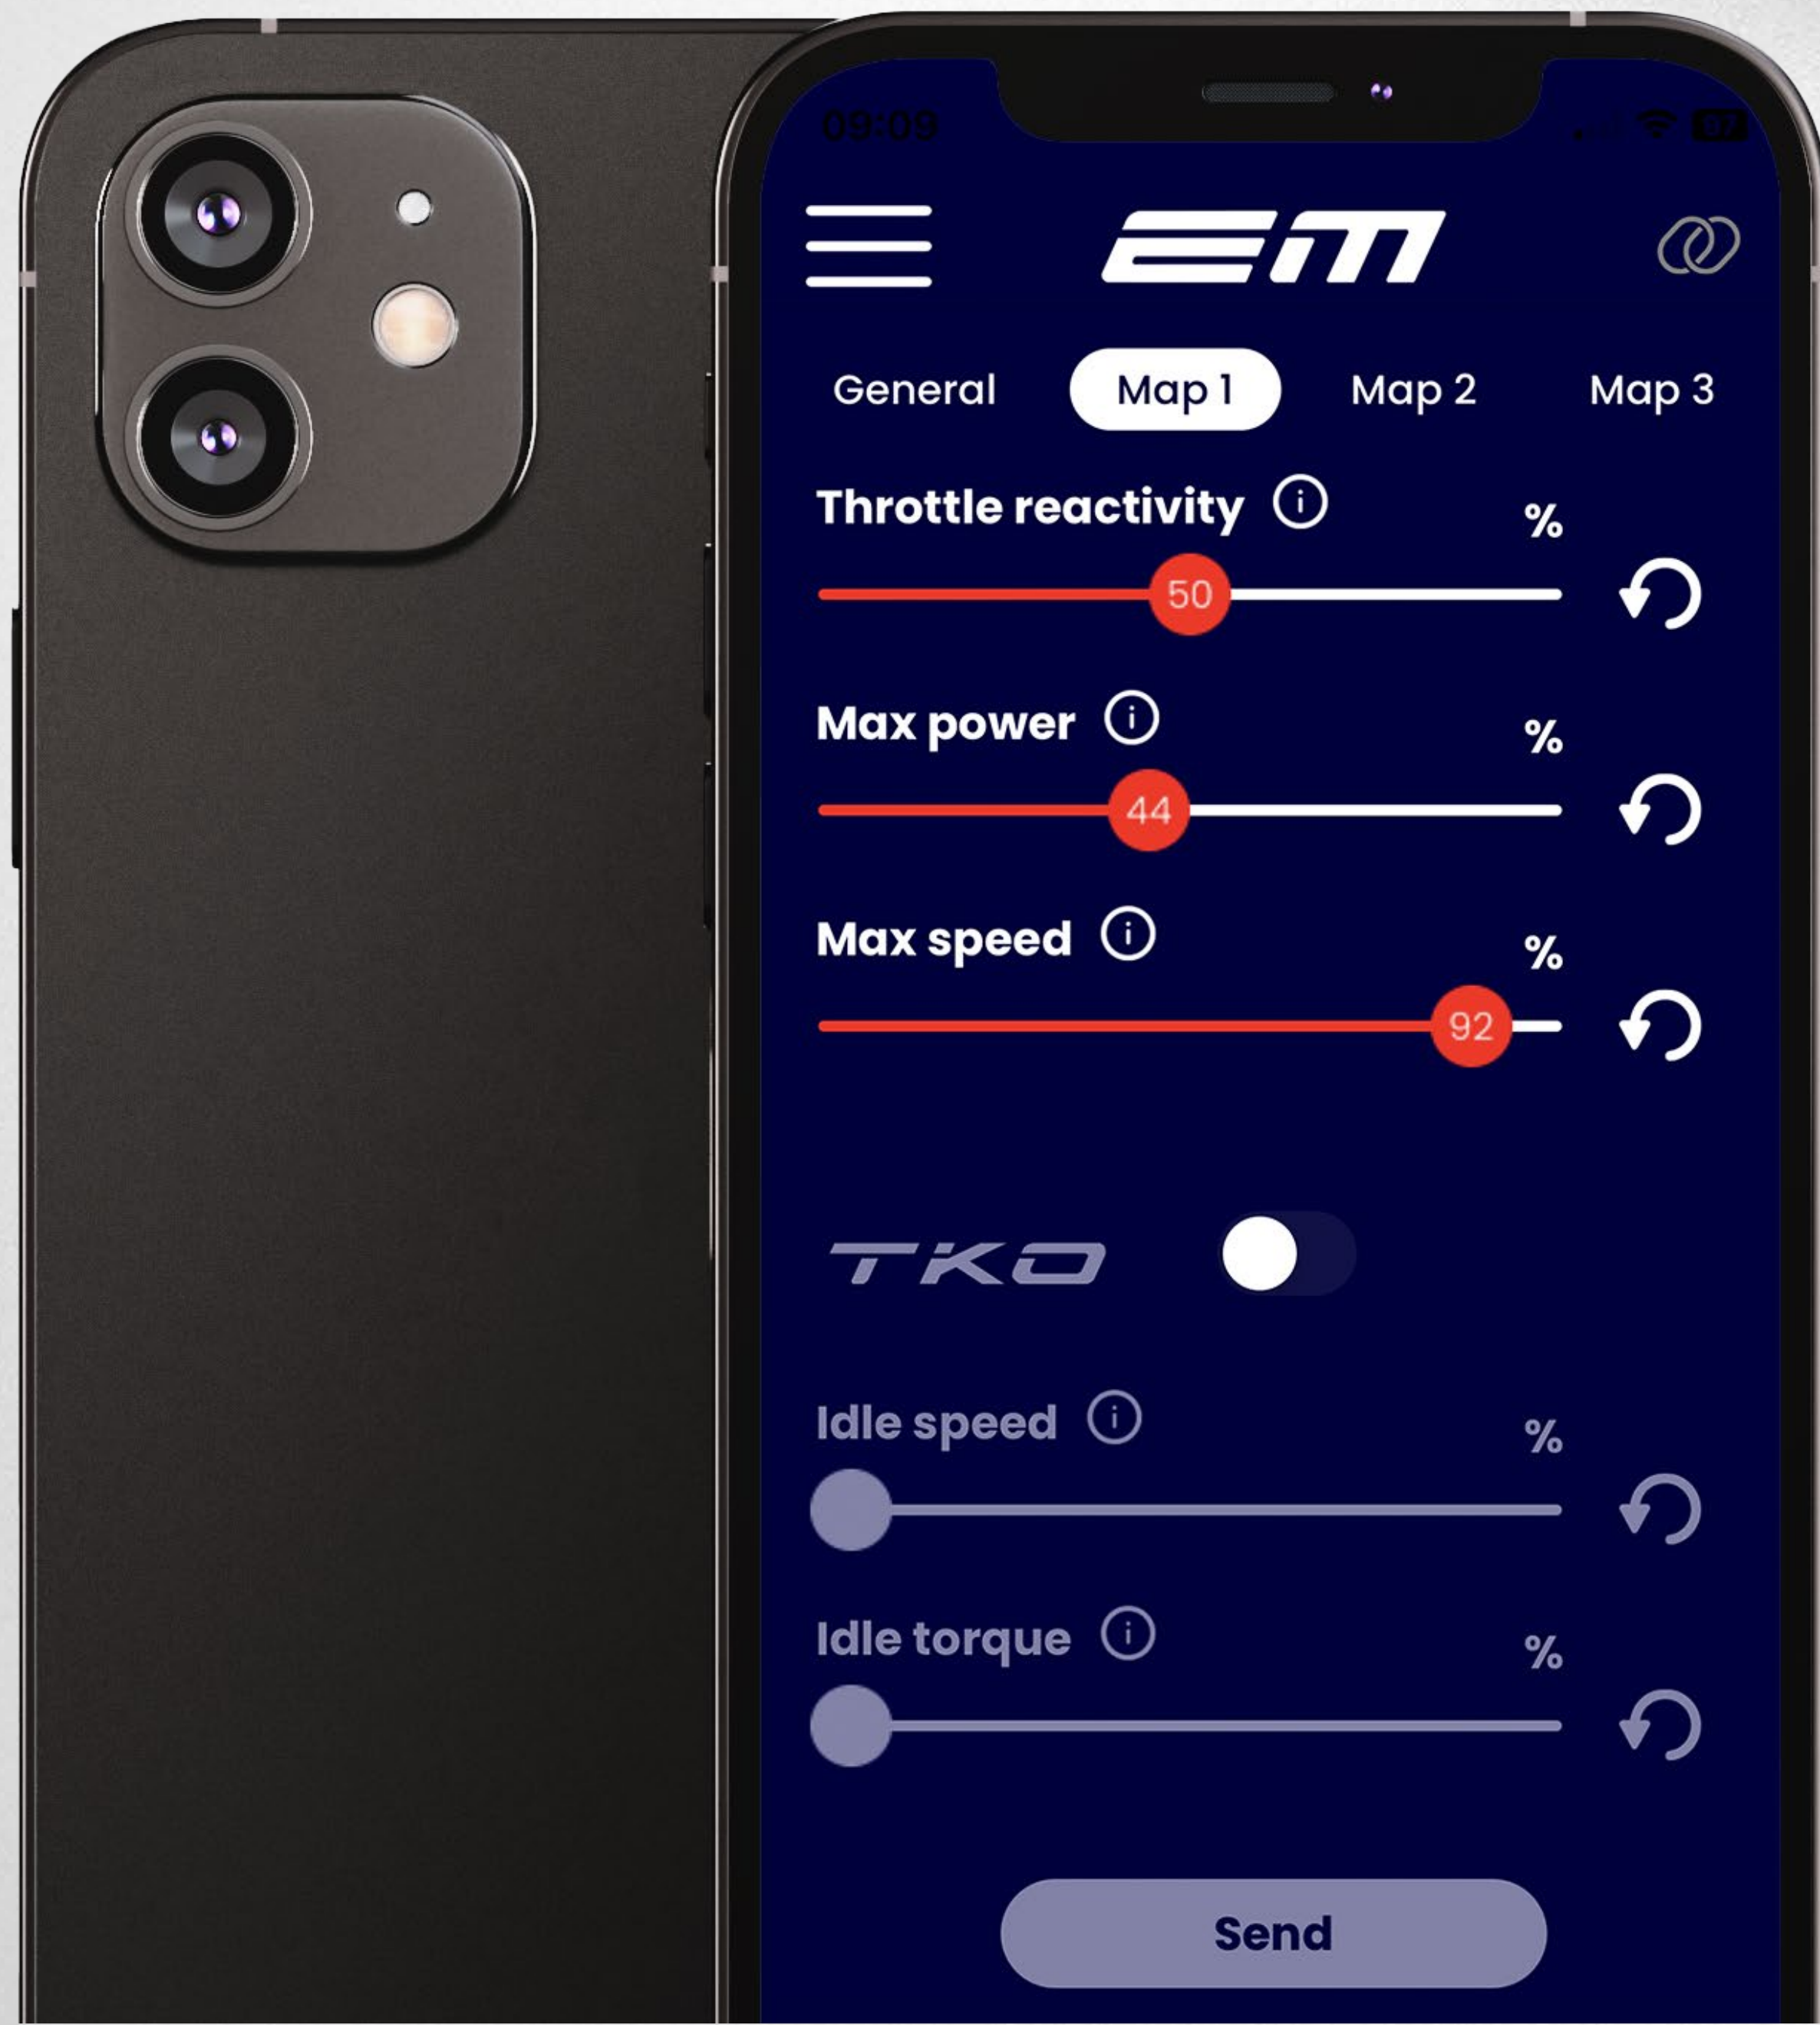 09:09
97
EM
General Map 1 Map 2 Map 3
Throttle reactivity i %
50
Max power i %
44
Max speed i %
92
TKO
Idle speed i %
Idle torque i %
Send